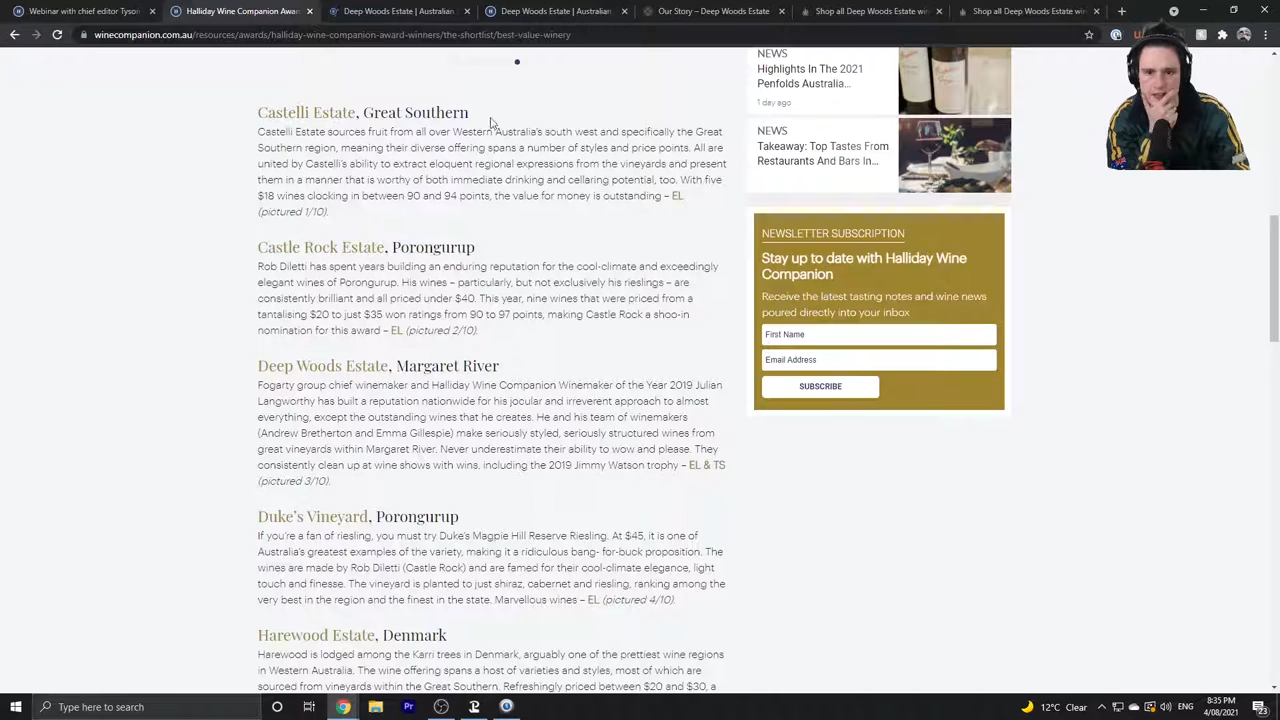 Webinar with editor Tyson
Halliday Wine Companion Award
Deep Woods Estate | Australian
Deep Woods Estate | Australian
Our Story – Deep Woods Estate
Shop all Deep Woods Estate wine
Shop all Deep Woods Estate wine
winecompanion.com.au/resources/awards/halliday-wine-companion-award-winners/the-shortlist/best-value-winery
Castelli Estate, Great Southern
Castelli Estate sources fruit from all over Western Australia's south west and specifically the Great
Southern region, meaning their diverse offering spans a number of styles and price points. All are
united by Castelli's ability to extract eloquent regional expressions from the vineyards and present
them in a manner that is worthy of both immediate drinking and cellaring potential, too. With five
$18 wines clocking in between 90 and 94 points, the value for money is outstanding – EL
(pictured 1/10).
Castle Rock Estate, Porongurup
Rob Diletti has spent years building an enduring reputation for the cool-climate and exceedingly
elegant wines of Porongurup. His wines – particularly, but not exclusively his rieslings – are
consistently brilliant and all priced under $40. This year, nine wines that were priced from a
tantalising $20 to just $35 won ratings from 90 to 97 points, making Castle Rock a shoo-in
nomination for this award – EL (pictured 2/10).
Deep Woods Estate, Margaret River
Fogarty group chief winemaker and Halliday Wine Companion Winemaker of the Year 2019 Julian
Langworthy has built a reputation nationwide for his jocular and irreverent approach to almost
everything, except the outstanding wines that he creates. He and his team of winemakers
(Andrew Bretherton and Emma Gillespie) make seriously styled, seriously structured wines from
great vineyards within Margaret River. Never underestimate their ability to wow and please. They
consistently clean up at wine shows with wins, including the 2019 Jimmy Watson trophy – EL & TS
(pictured 3/10).
Duke's Vineyard, Porongurup
If you're a fan of riesling, you must try Duke's Magpie Hill Reserve Riesling. At $45, it is one of
Australia's greatest examples of the variety, making it a ridiculous bang- for-buck proposition. The
wines are made by Rob Diletti (Castle Rock) and are famed for their cool-climate elegance, light
touch and finesse. The vineyard is planted to just shiraz, cabernet and riesling, ranking among the
very best in the region and the finest in the state. Marvellous wines – EL (pictured 4/10).
Harewood Estate, Denmark
Harewood is lodged among the Karri trees in Denmark, arguably one of the prettiest wine regions
in Western Australia. The wine offering spans a host of varieties and styles, most of which are
sourced from vineyards within the Great Southern. Refreshingly priced between $20 and $30, a
NEWS
Highlights In The 2021
Penfolds Australia...
1 day ago
NEWS
Takeaway: Top Tastes From
Restaurants And Bars In...
NEWSLETTER SUBSCRIPTION
Stay up to date with Halliday Wine
Companion
Receive the latest tasting notes and wine news
poured directly into your inbox
First Name
Email Address
SUBSCRIBE
Type here to search
12°C Clear
ENG
8:35 PM
4/08/2021
23